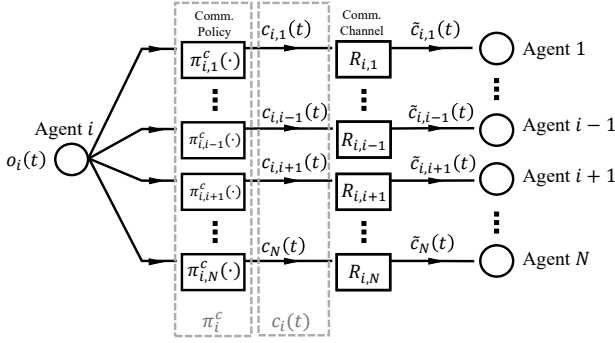 Comm. Policy
Comm. Channel
π^c_{i,1}(·) c_{i,1}(t) R_{i,1} c̃_{i,1}(t) Agent 1
Agent i
o_i(t)
π^c_{i,i−1}(·) c_{i,i−1}(t) R_{i,i−1} c̃_{i,i−1}(t) Agent i − 1
π^c_{i,i+1}(·) c_{i,i+1}(t) R_{i,i+1} c̃_{i,i+1}(t) Agent i + 1
π^c_{i,N}(·) c_N(t) R_{i,N} c̃_N(t) Agent N
π^c_i c_i(t)